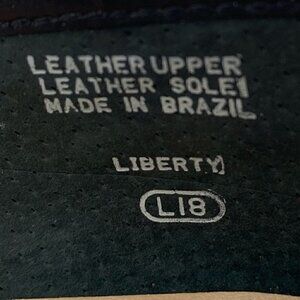 LEATHER UPPER
LEATHER SOLE
MADE IN BRAZIL
LIBERTY
L18